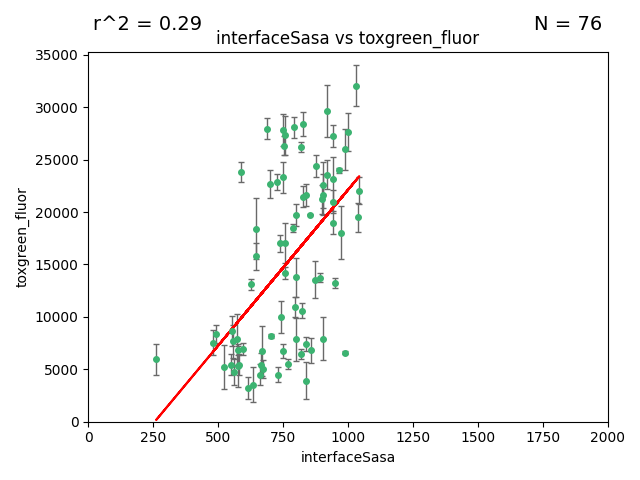 r^2 = 0.29
N = 76
interfaceSasa vs toxgreen_fluor
35000
30000
25000
20000
15000
10000
5000
0
toxgreen_fluor
0 250 500 750 1000 1250 1500 1750 2000
interfaceSasa